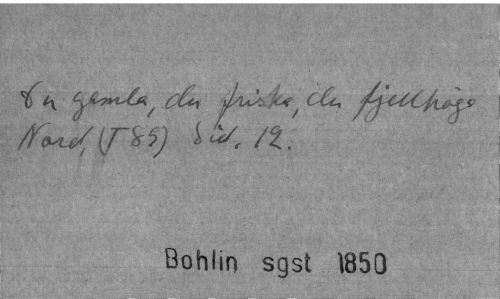 Du gamla, du friska, du fjellhöga
Nord, (T 89) Sid. 12.
Bohlin sgst 1850